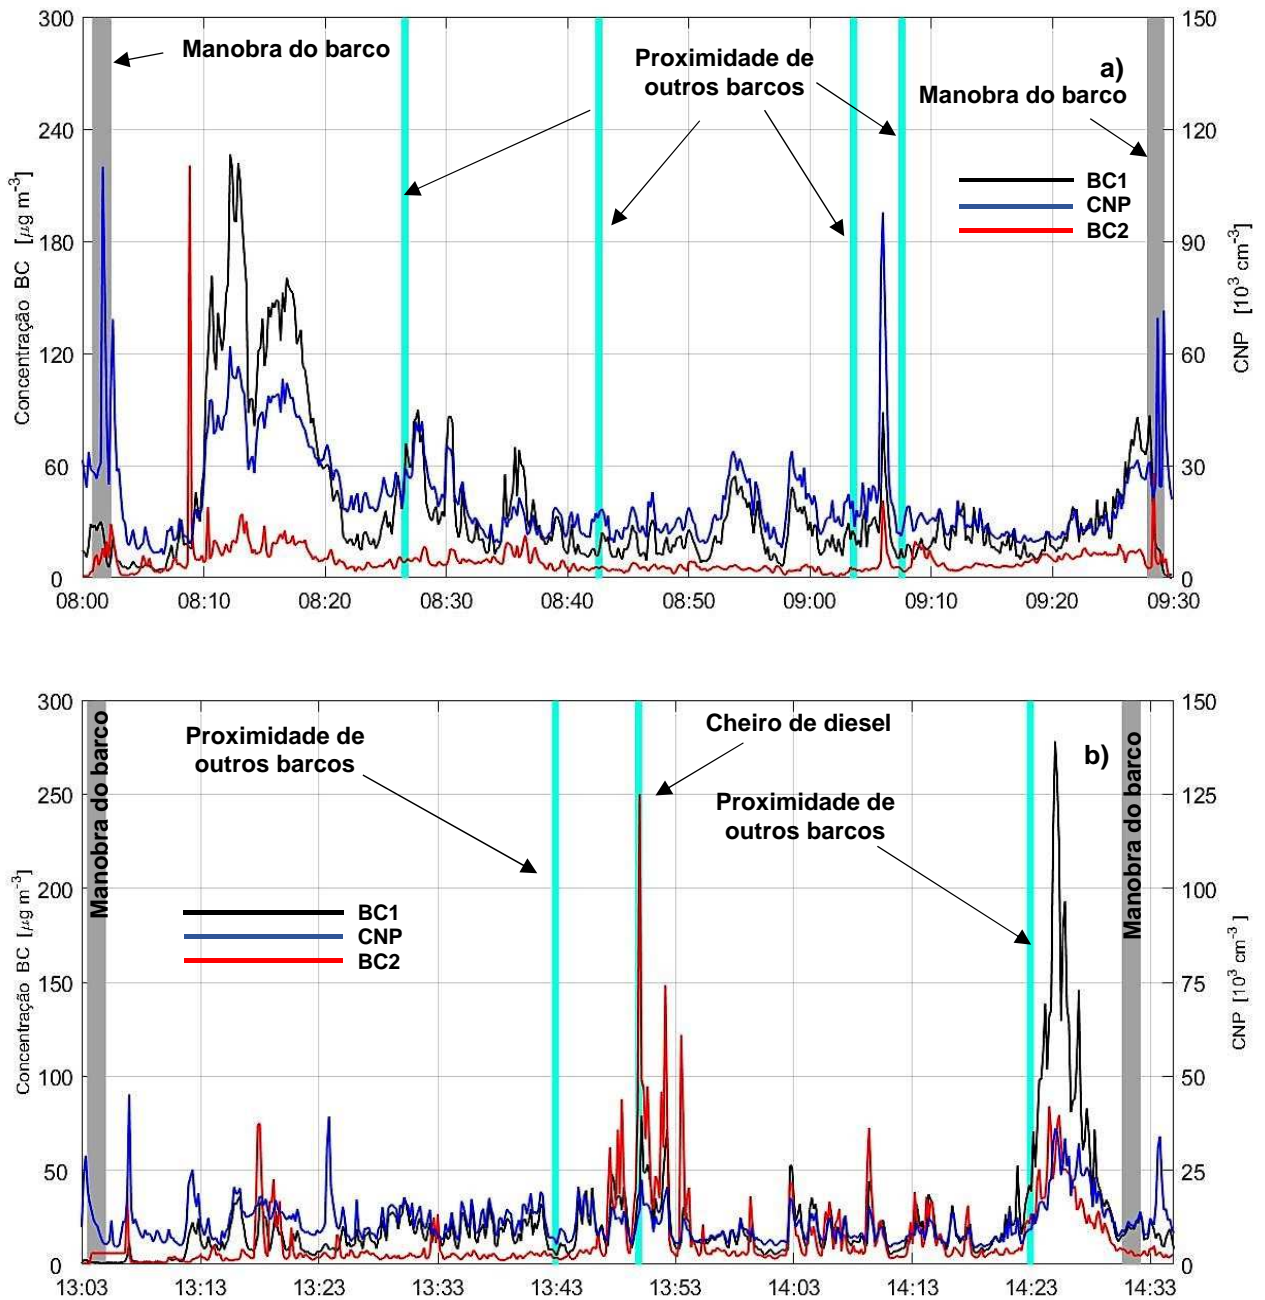 300
240
180
120
60
0
Concentração BC [μg m-3]
Manobra do barco
Proximidade de
outros barcos
a)
Manobra do barco
BC1
CNP
BC2
150
120
90
60
30
0
CNP [10³ cm-3]
08:00
08:10
08:20
08:30
08:40
08:50
09:00
09:10
09:20
09:30
300
250
200
150
100
50
0
Concentração BC [μg m-3]
Manobra do barco
Proximidade de
outros barcos
Cheiro de diesel
Proximidade de
outros barcos
b)
Manobra do barco
BC1
CNP
BC2
150
125
100
75
50
25
0
CNP [10³ cm-3]
13:03
13:13
13:23
13:33
13:43
13:53
14:03
14:13
14:23
14:33